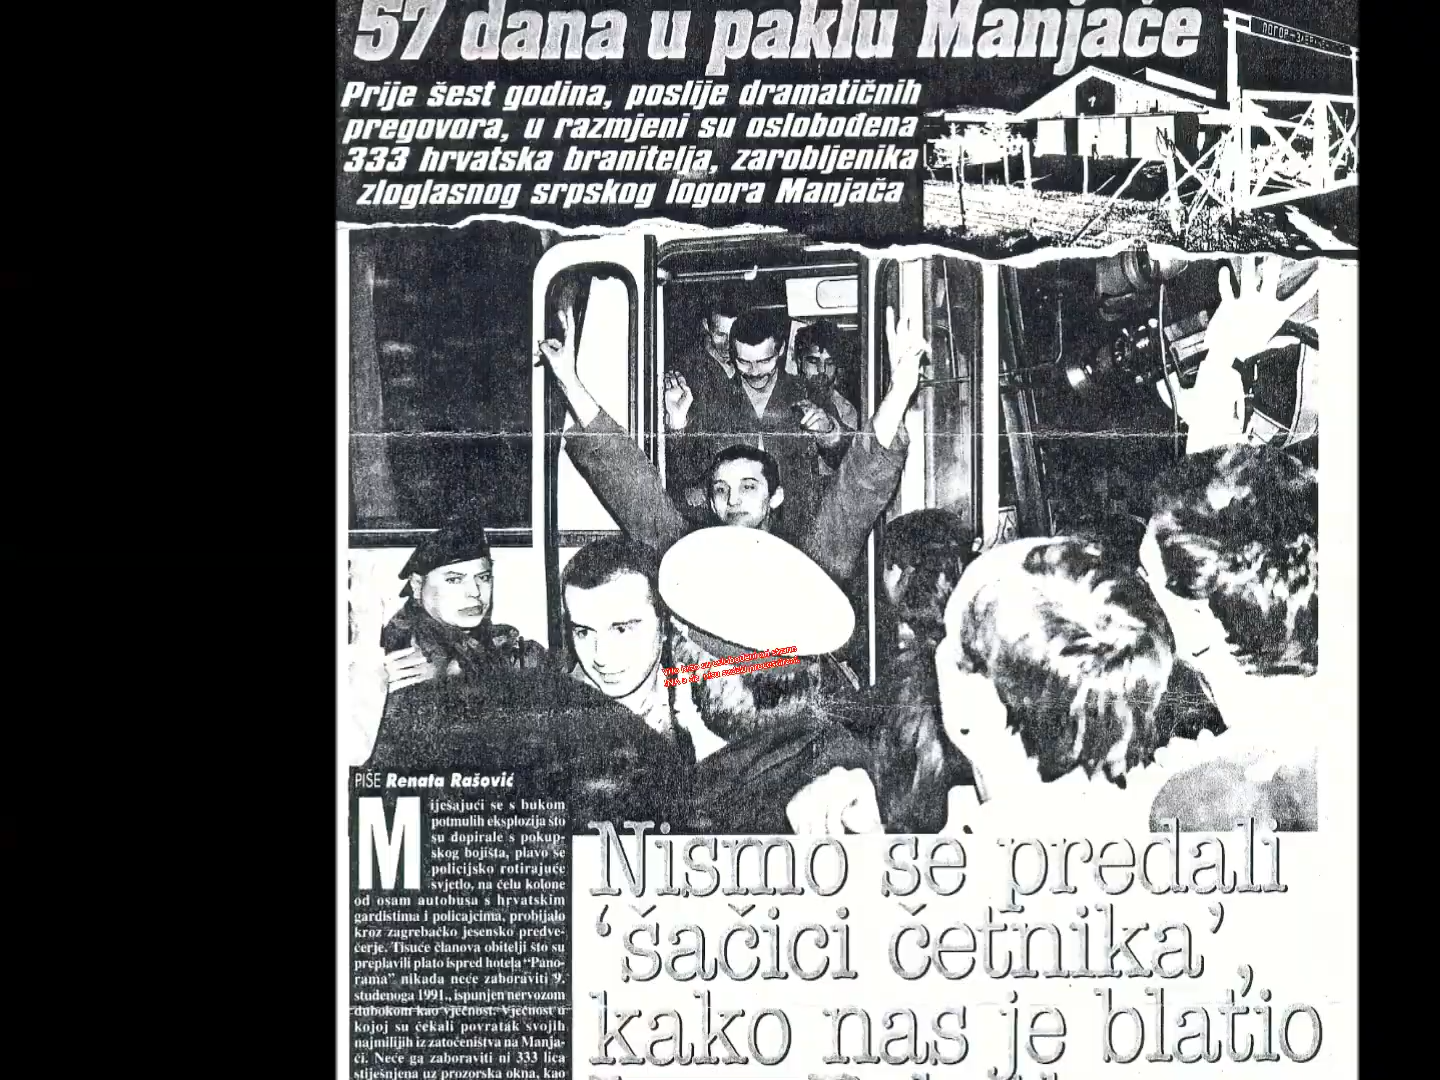 57 dana u paklu Manjače
Prije šest godina, poslije dramatičnih
pregovora, u razmjeni su oslobođena
333 hrvatska branitelja, zarobljenika
zloglasnog srpskog logora Manjača
PIŠE Renata Rašović
Miješajući se s bukom
potmulih eksplozija što
su dopirale s pokup-
skog bojišta, plavo se
policijsko rotirajuće
svjetlo, na čelu kolone
od osam autobusa s hrvatskim
gardistima i policajcima, probijalo
kroz zagrebačko jesensko predve-
čerje. Tisuće članova obitelji što su
preplavili plato ispred hotela “Pano-
rama” nikada neće zaboraviti 9.
studenoga 1991., ispunjen nervozom
dubokom kao vječnost. Vječnost u
kojoj su čekali povratak svojih
najmilijih iz zatočeništva na Manja-
či. Neće ga zaboraviti ni 333 lica
stiješnjena uz prozorska okna, kao
Nismo se predali
‘šačici četnika’,
kako nas je blatio